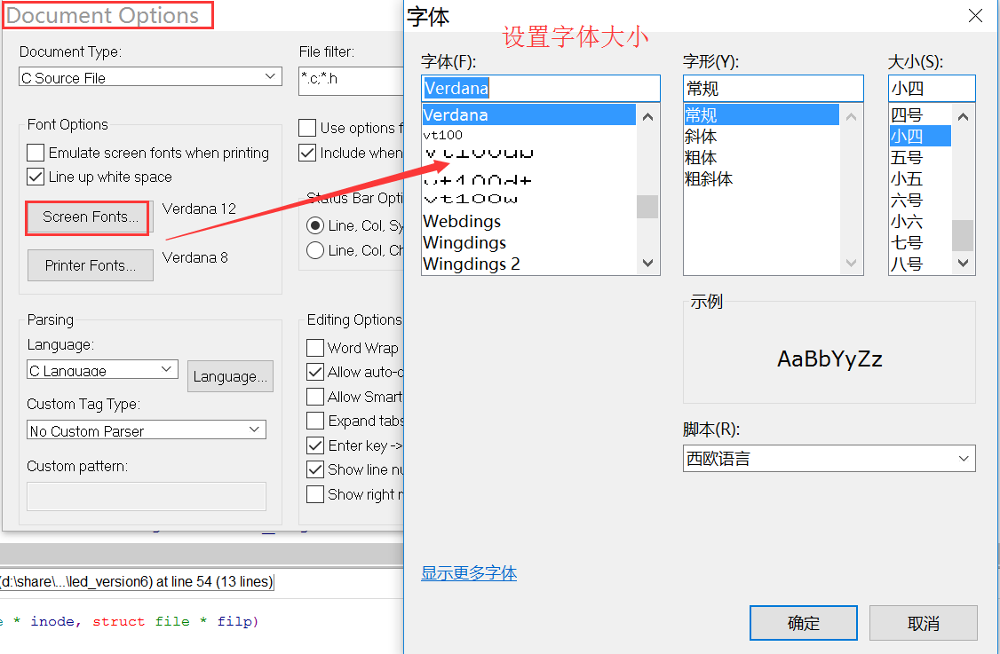 Document Options
Document Type:
C Source File
File filter:
*.c;*.h
Font Options
Emulate screen fonts when printing
Line up white space
Screen Fonts...
Verdana 12
Printer Fonts...
Verdana 8
Use options f
Include when
Status Bar Opti
Line, Col, Sy
Line, Col, Ch
Parsing
Language:
C Language
Language...
Custom Tag Type:
No Custom Parser
Custom pattern:
Editing Options
Word Wrap
Allow auto-c
Allow Smart
Expand tabs
Enter key ->
Show line nu
Show right m
(d:\share\...\led_version6) at line 54 (13 lines)
e * inode, struct file * filp)
字体
设置字体大小
字体(F):
Verdana
Verdana
vt100
vt100db
vt100dt
vt100w
Webdings
Wingdings
Wingdings 2
字形(Y):
常规
常规
斜体
粗体
粗斜体
大小(S):
小四
四号
小四
五号
小五
六号
小六
七号
八号
示例
AaBbYyZz
脚本(R):
西欧语言
显示更多字体
确定
取消